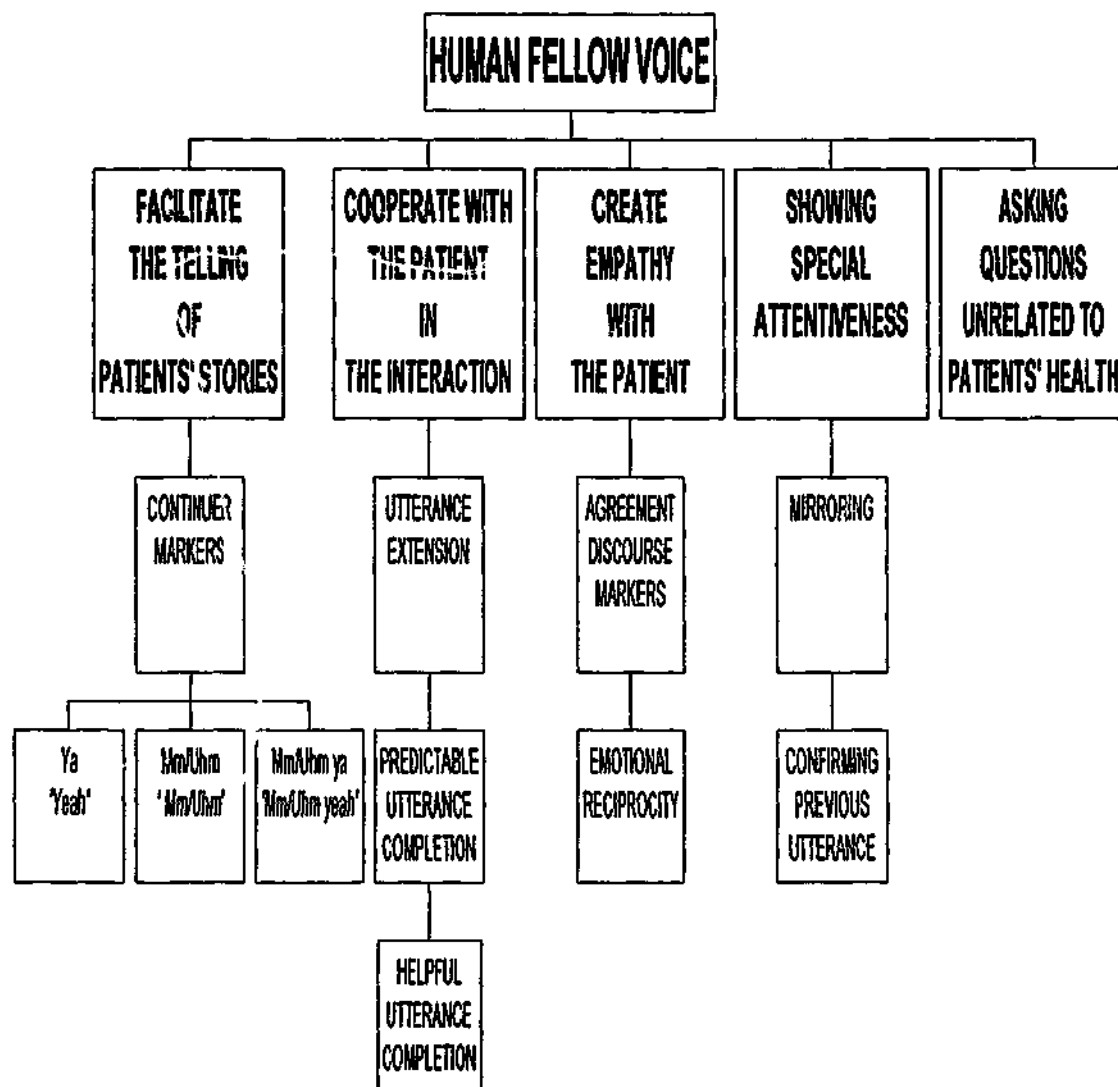 HUMAN FELLOW VOICE
FACILITATE
THE TELLING
OF
PATIENTS' STORIES
COOPERATE WITH
THE PATIENT
IN
THE INTERACTION
CREATE
EMPATHY
WITH
THE PATIENT
SHOWING
SPECIAL
ATTENTIVENESS
ASKING
QUESTIONS
UNRELATED TO
PATIENTS' HEALTH
CONTINUER
MARKERS
UTTERANCE
EXTENSION
AGREEMENT
DISCOURSE
MARKERS
MIRRORING
Ya
'Yeah'
Mm/Uhm
'Mm/Uhm'
Mm/Uhm ya
'Mm/Uhm yeah'
PREDICTABLE
UTTERANCE
COMPLETION
EMOTIONAL
RECIPROCITY
CONFIRMING
PREVIOUS
UTTERANCE
HELPFUL
UTTERANCE
COMPLETION